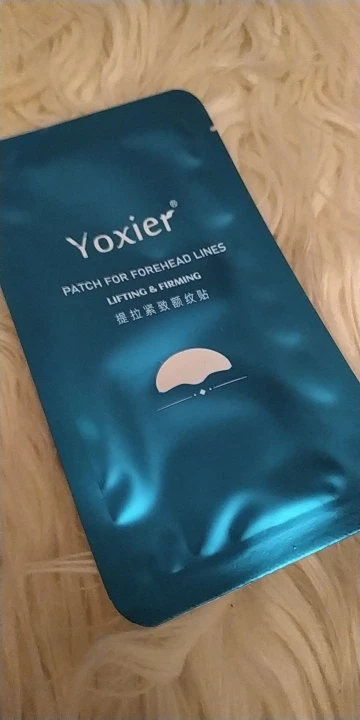 Yoxier®
PATCH FOR FOREHEAD LINES
LIFTING & FIRMING
提拉紧致额纹贴